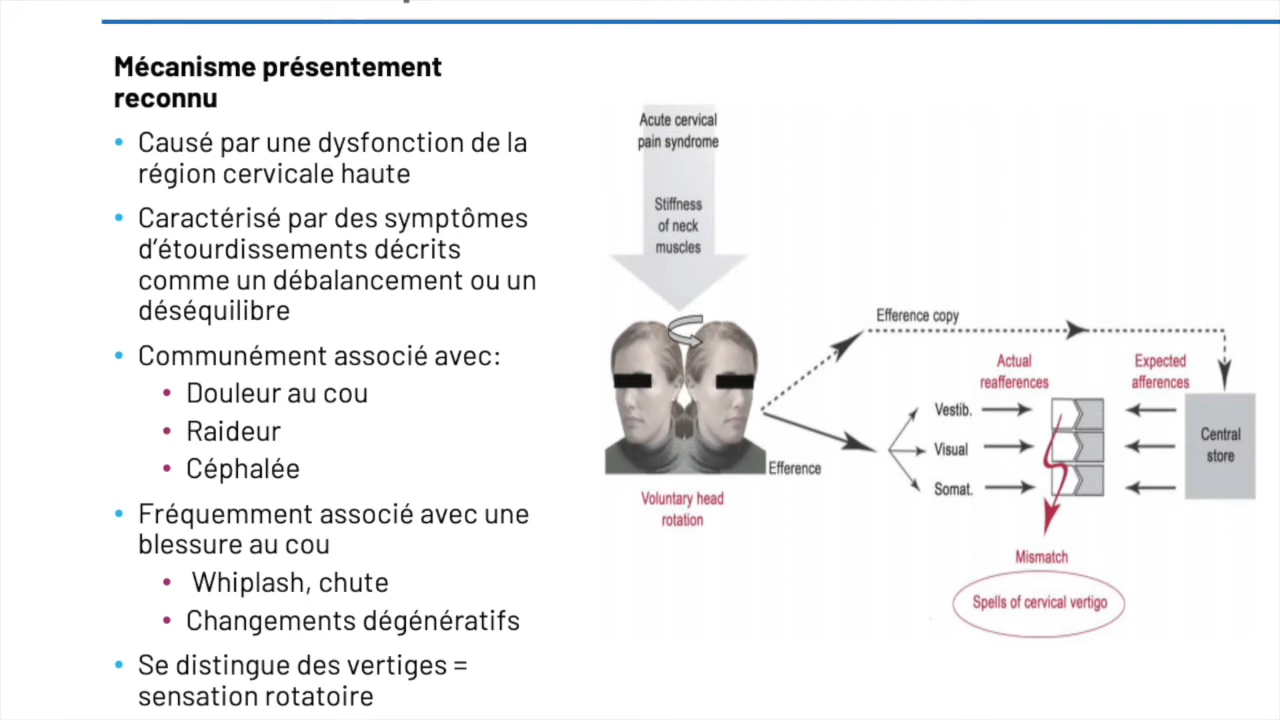 Mécanisme présentement
reconnu
• Causé par une dysfonction de la
région cervicale haute
• Caractérisé par des symptômes
d'étourdissements décrits
comme un débalancement ou un
déséquilibre
• Communément associé avec:
• Douleur au cou
• Raideur
• Céphalée
• Fréquemment associé avec une
blessure au cou
• Whiplash, chute
• Changements dégénératifs
• Se distingue des vertiges =
sensation rotatoire
Acute cervical
pain syndrome
Stiffness
of neck
muscles
Voluntary head
rotation
Efference copy
Efference
Actual
reafferences
Expected
afferences
Vestib.
Visual
Somat.
Central
store
Mismatch
Spells of cervical vertigo